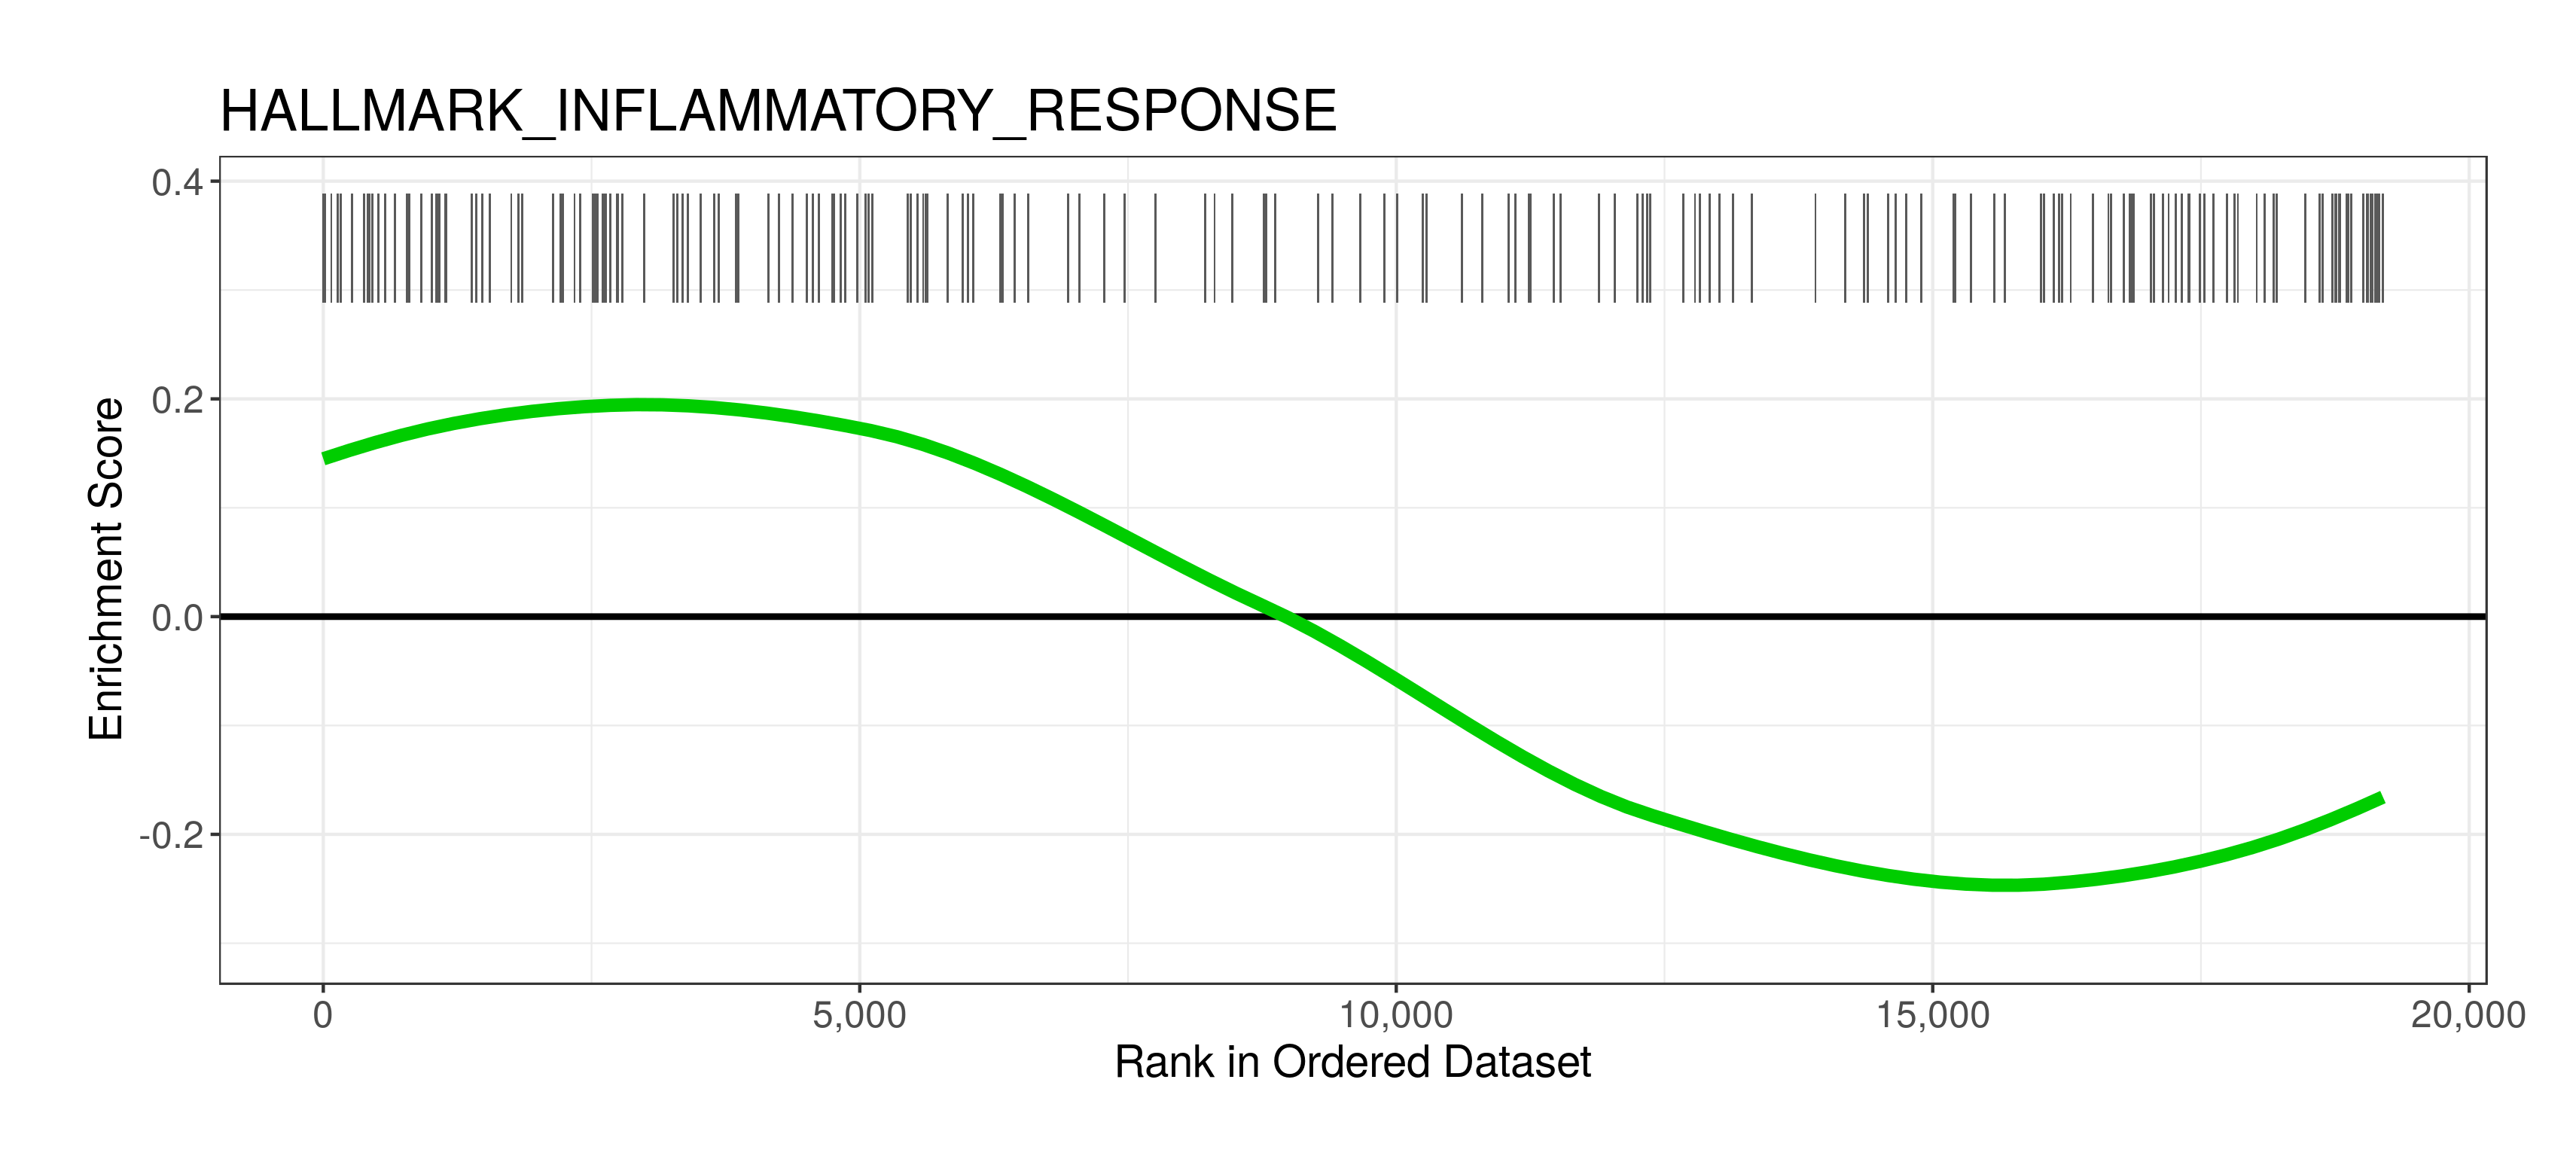 HALLMARK_INFLAMMATORY_RESPONSE
0.4
0.2
0.0
-0.2
Enrichment Score
0 5,000 10,000 15,000 20,000
Rank in Ordered Dataset